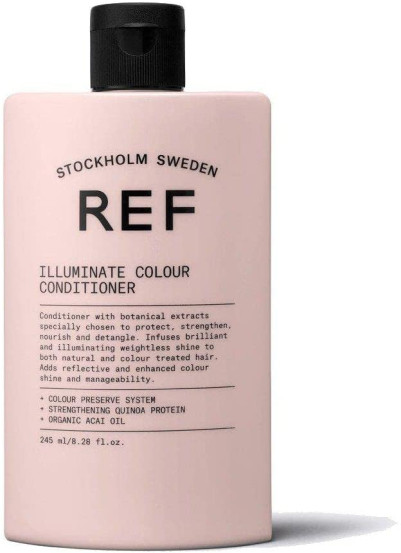 STOCKHOLM SWEDEN
REF
ILLUMINATE COLOUR
CONDITIONER
Conditioner with botanical extracts
specially chosen to protect, strengthen,
nourish and detangle. Infuses brilliant
and illuminating weightless shine to
both natural and colour treated hair.
Adds reflective and enhanced colour
shine and manageability.
+ COLOUR PRESERVE SYSTEM
+ STRENGTHENING QUINOA PROTEIN
+ ORGANIC ACAI OIL
245 ml/8.28 fl.oz.